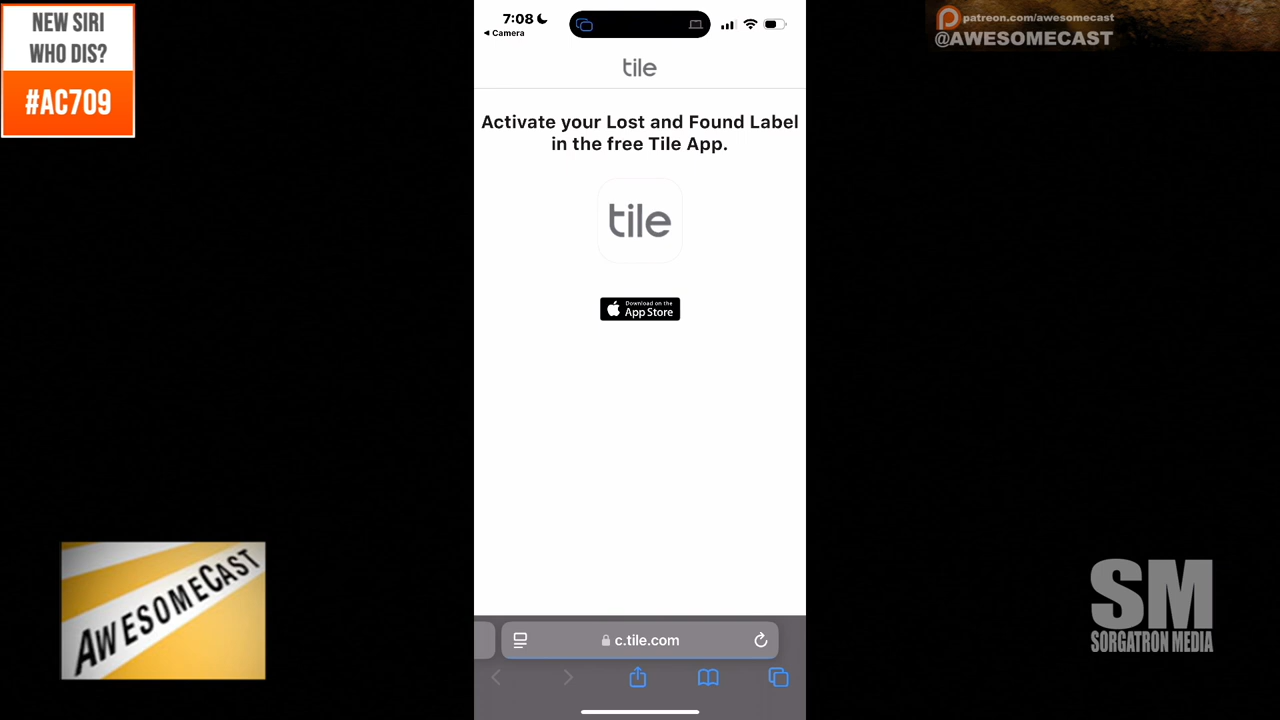 NEW SIRI
WHO DIS?
#AC709
patreon.com/awesomecast
@AWESOMECAST
7:08
Camera
tile
Activate your Lost and Found Label
in the free Tile App.
tile
Download on the
App Store
c.tile.com
AWESOMECAST
SM
SORGATRON MEDIA